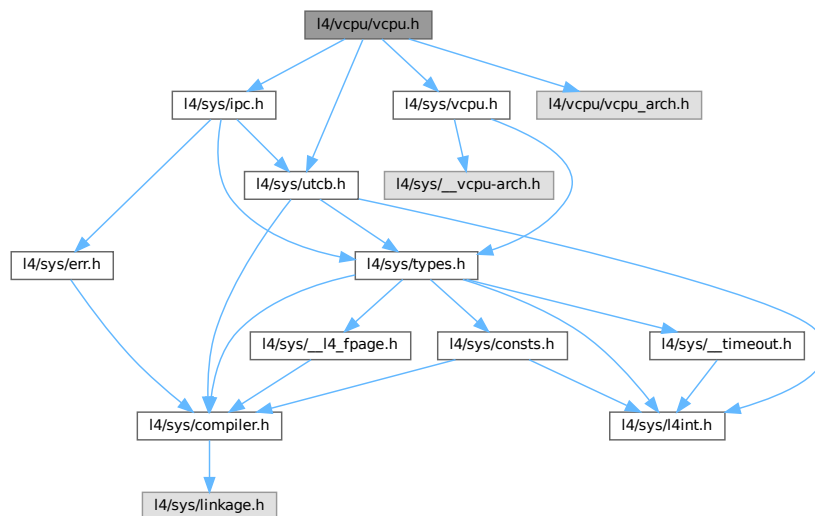 l4/vcpu/vcpu.h
l4/sys/ipc.h
l4/sys/vcpu.h
l4/vcpu/vcpu_arch.h
l4/sys/utcb.h
l4/sys/__vcpu-arch.h
l4/sys/err.h
l4/sys/types.h
l4/sys/__l4_fpage.h
l4/sys/consts.h
l4/sys/__timeout.h
l4/sys/compiler.h
l4/sys/l4int.h
l4/sys/linkage.h